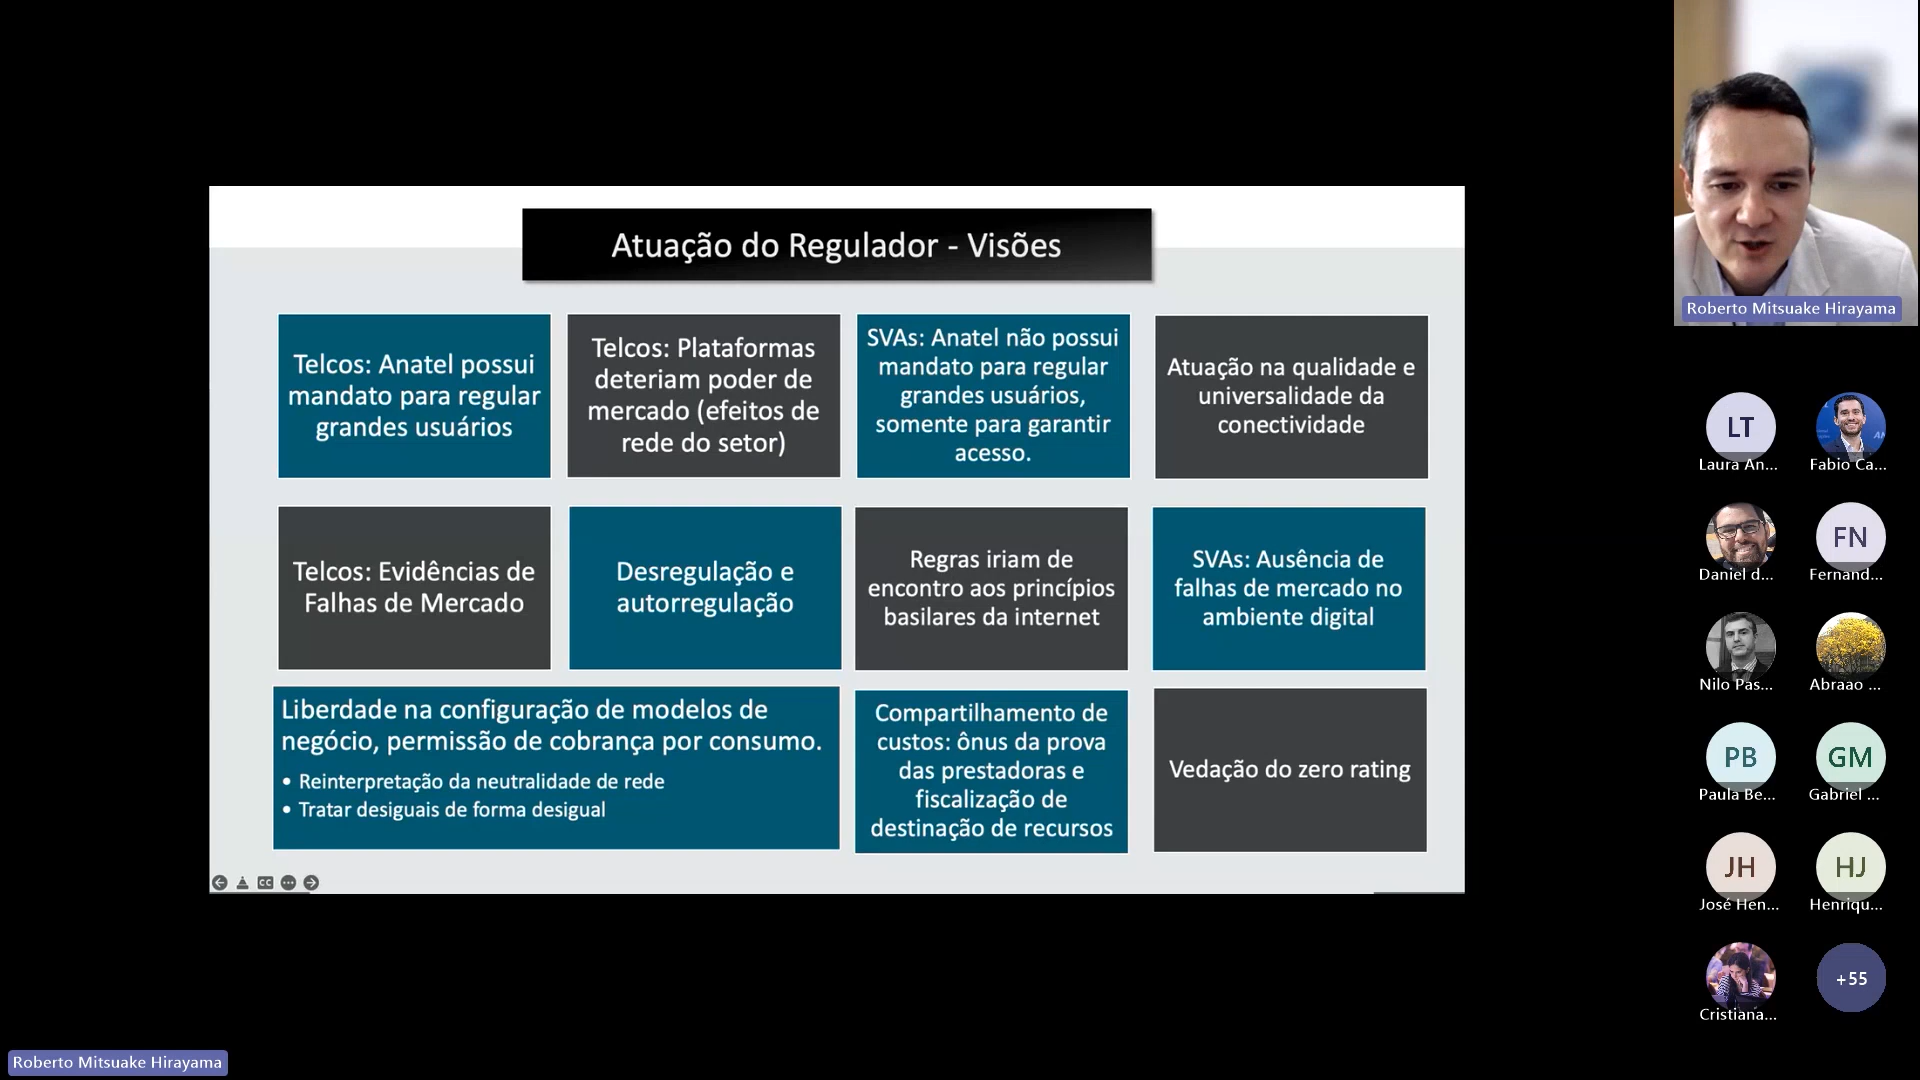 Atuação do Regulador - Visões
Telcos: Anatel possui
mandato para regular
grandes usuários
Telcos: Plataformas
deteriam poder de
mercado (efeitos de
rede do setor)
SVAs: Anatel não possui
mandato para regular
grandes usuários,
somente para garantir
acesso.
Atuação na qualidade e
universalidade da
conectividade
Telcos: Evidências de
Falhas de Mercado
Desregulação e
autorregulação
Regras iriam de
encontro aos princípios
basilares da internet
SVAs: Ausência de
falhas de mercado no
ambiente digital
Liberdade na configuração de modelos de
negócio, permissão de cobrança por consumo.
• Reinterpretação da neutralidade de rede
• Tratar desiguais de forma desigual
Compartilhamento de
custos: ônus da prova
das prestadoras e
fiscalização de
destinação de recursos
Vedação do zero rating
CC
Roberto Mitsuake Hirayama
LT
Laura An...
Fabio Ca...
Daniel d...
FN
Fernand...
Nilo Pas...
Abraao ...
PB
Paula Be...
GM
Gabriel ...
JH
José Hen...
HJ
Henriqu...
Cristiana...
+55
Roberto Mitsuake Hirayama